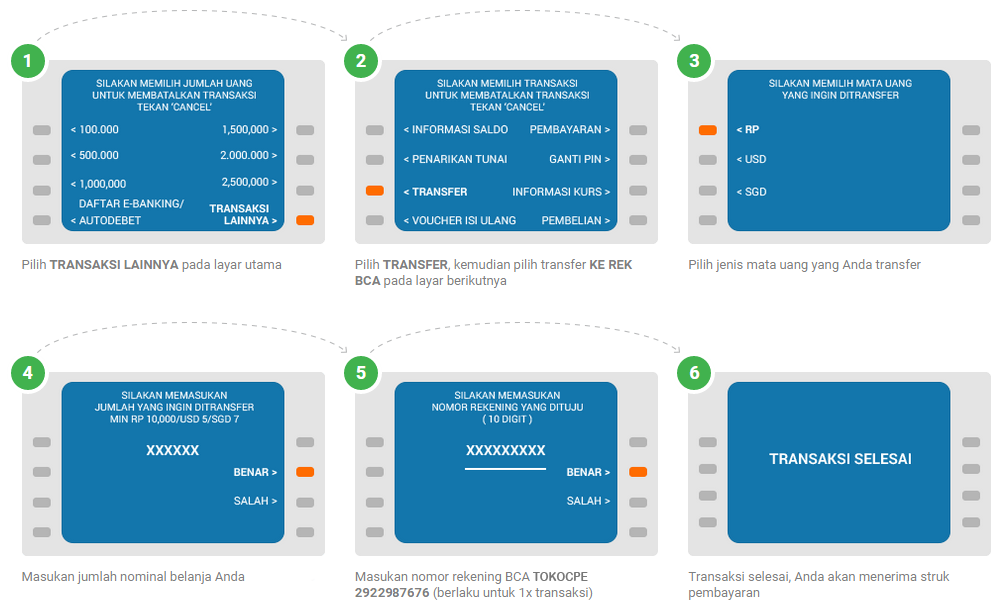 1
SILAKAN MEMILIH JUMLAH UANG
UNTUK MEMBATALKAN TRANSAKSI
TEKAN 'CANCEL'
< 100.000 1,500,000 >
< 500.000 2.000.000 >
< 1,000,000 2,500,000 >
DAFTAR E-BANKING/ TRANSAKSI
< AUTODEBET LAINNYA >
Pilih TRANSAKSI LAINNYA pada layar utama
2
SILAKAN MEMILIH TRANSAKSI
UNTUK MEMBATALKAN TRANSAKSI
TEKAN 'CANCEL'
< INFORMASI SALDO PEMBAYARAN >
< PENARIKAN TUNAI GANTI PIN >
< TRANSFER INFORMASI KURS >
< VOUCHER ISI ULANG PEMBELIAN >
Pilih TRANSFER, kemudian pilih transfer KE REK
BCA pada layar berikutnya
3
SILAKAN MEMILIH MATA UANG
YANG INGIN DITRANSFER
< RP
< USD
< SGD
Pilih jenis mata uang yang Anda transfer
4
SILAKAN MEMASUKAN
JUMLAH YANG INGIN DITRANSFER
MIN RP 10,000/USD 5/SGD 7
XXXXXX
BENAR >
SALAH >
Masukan jumlah nominal belanja Anda
5
SILAKAN MEMASUKAN
NOMOR REKENING YANG DITUJU
( 10 DIGIT )
XXXXXXXXX
BENAR >
SALAH >
Masukan nomor rekening BCA TOKOCPE
2922987676 (berlaku untuk 1x transaksi)
6
TRANSAKSI SELESAI
Transaksi selesai, Anda akan menerima struk
pembayaran